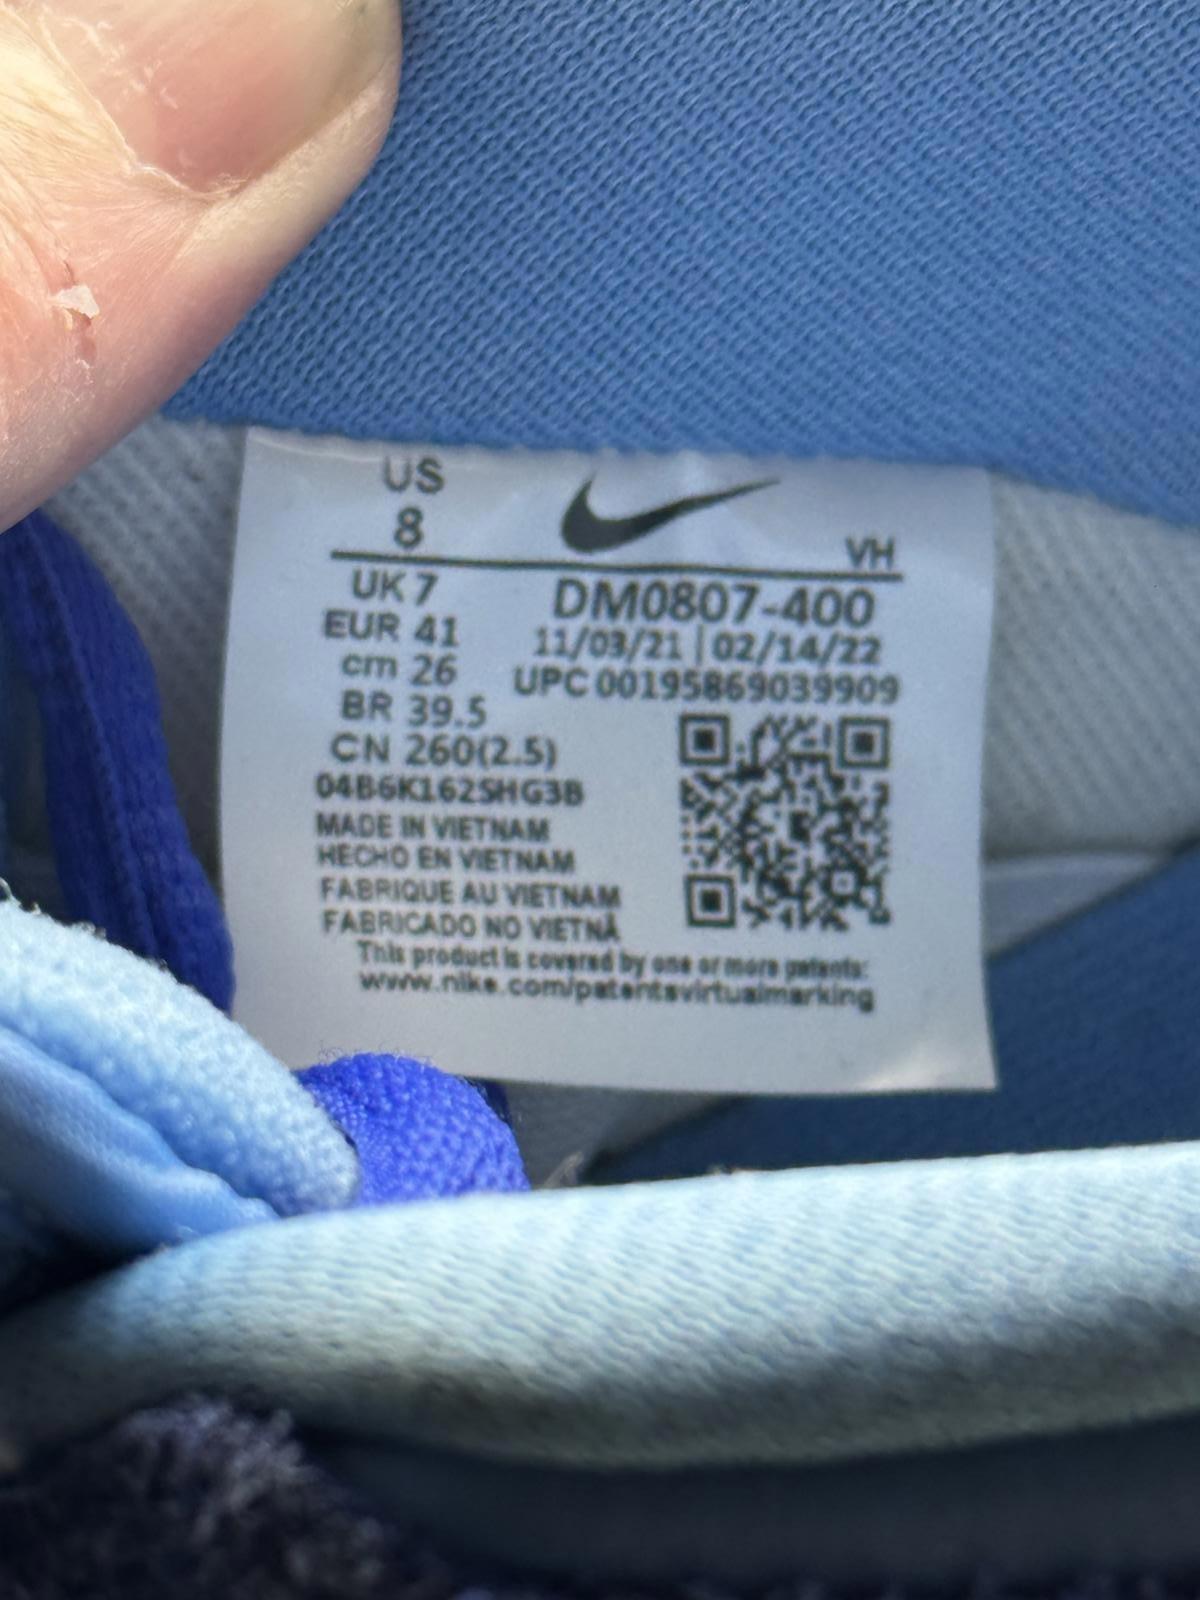 US
8
VH
UK 7
EUR 41
cm 26
BR 39.5
CN 260(2.5)
DM0807-400
11/03/21 | 02/14/22
UPC 00195869039909
04B6K162SHG3B
MADE IN VIETNAM
HECHO EN VIETNAM
FABRIQUE AU VIETNAM
FABRICADO NO VIETNÃ
This product is covered by one or more patents:
www.nike.com/patentsvirtualmarking